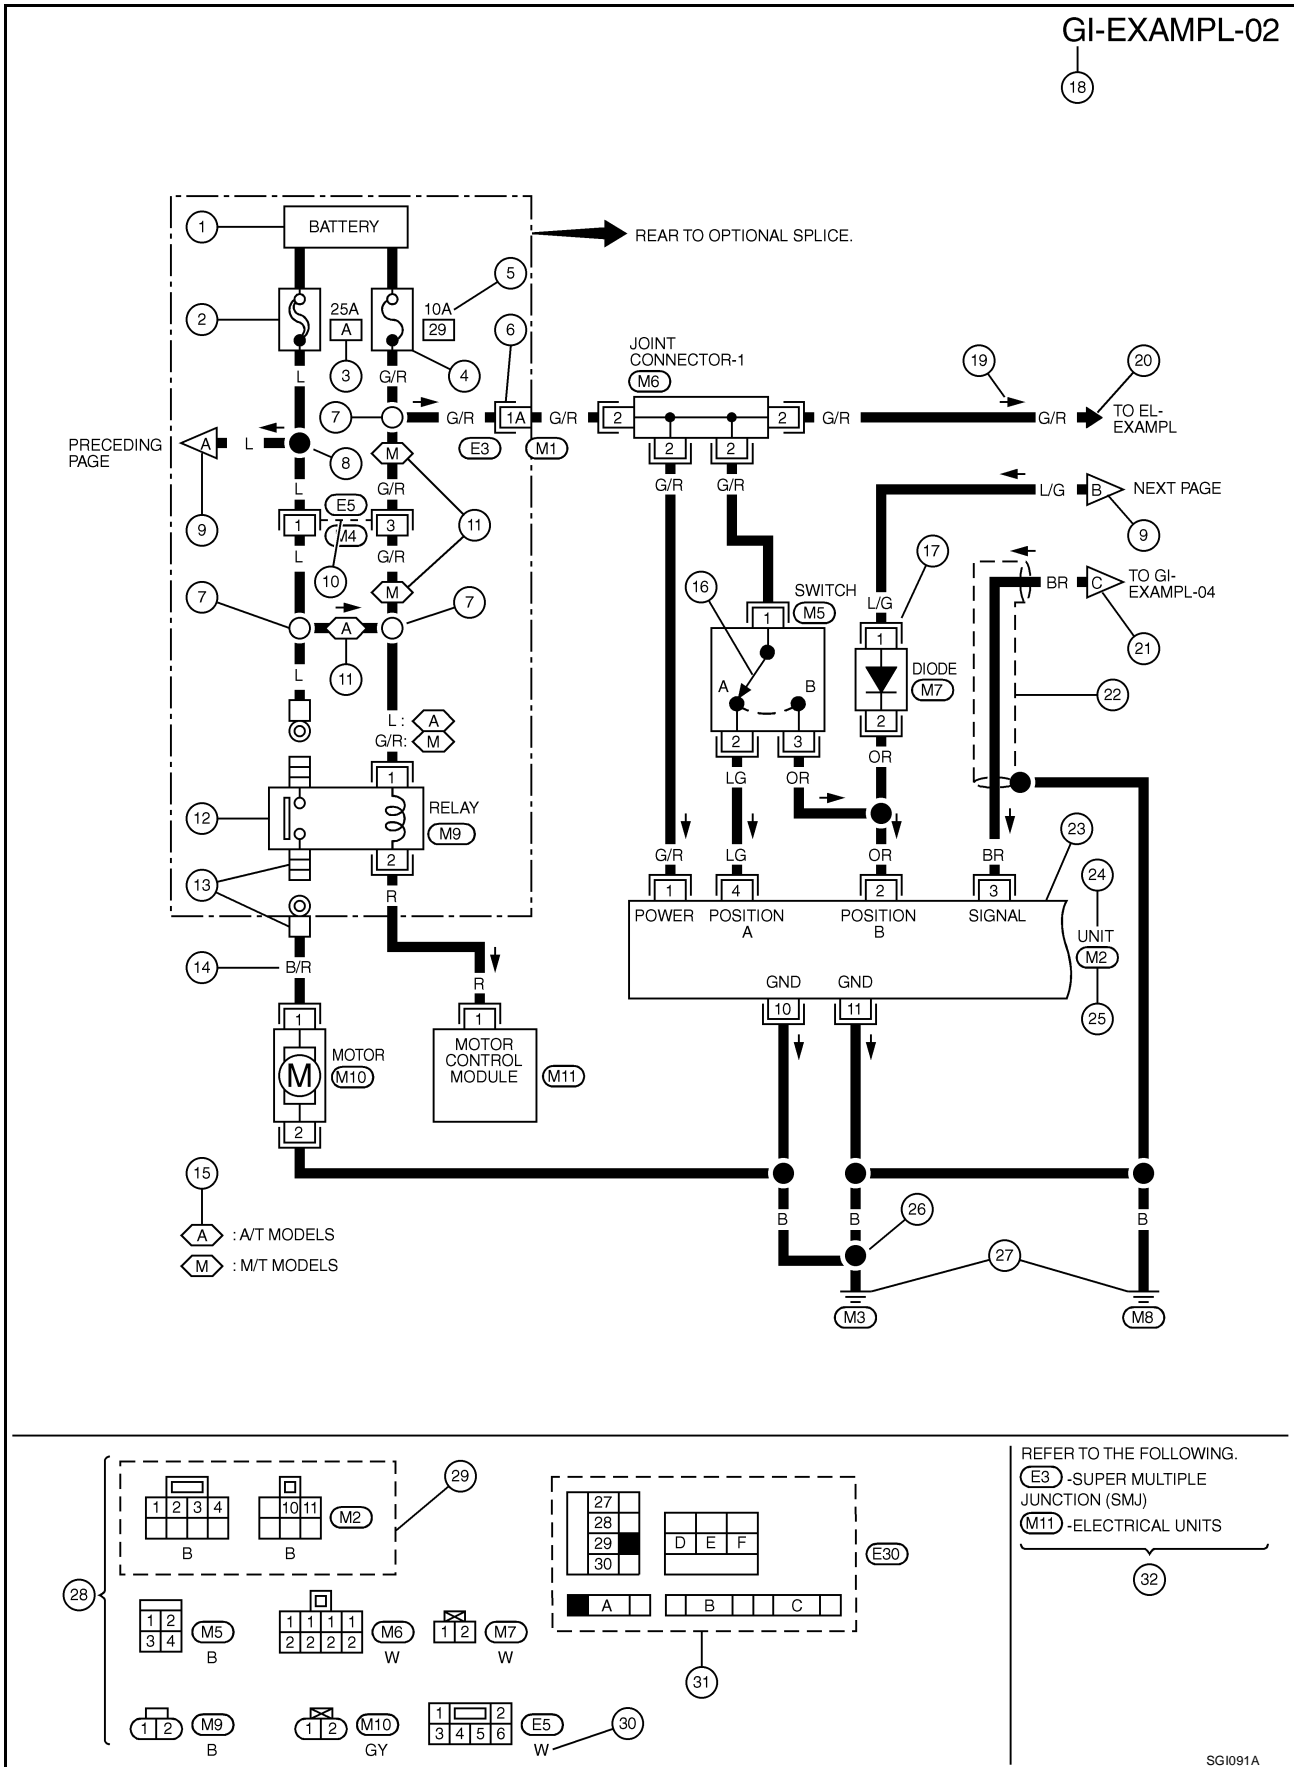 GI-EXAMPL-02
18
1
BATTERY
REAR TO OPTIONAL SPLICE.
5
2
25A
A
10A
29
6
3
4
L
G/R
JOINT
CONNECTOR-1
M6
19
20
7
G/R
1A
G/R
2
2
G/R
G/R
TO EL-
EXAMPL
PRECEDING
PAGE
A
L
8
M
E3
M1
2
2
L
G/R
G/R
G/R
L/G
B
NEXT PAGE
9
1
E5
M4
3
11
9
L
G/R
17
10
M
16
BR
C
TO GI-
EXAMPL-04
7
7
SWITCH
M5
L/G
A
1
1
21
L
11
A
B
DIODE
M7
22
L :
A
G/R:
M
2
3
2
LG
OR
OR
1
12
RELAY
M9
23
2
G/R
LG
OR
BR
13
R
1
4
2
3
24
POWER
POSITION
A
POSITION
B
SIGNAL
UNIT
M2
14
B/R
R
GND
GND
10
11
25
1
1
MOTOR
M10
M
MOTOR
CONTROL
MODULE
M11
2
15
B
B
B
26
A
: A/T MODELS
M
: M/T MODELS
27
M3
M8
REFER TO THE FOLLOWING.
E3 -SUPER MULTIPLE
JUNCTION (SMJ)
M11 -ELECTRICAL UNITS
32
28
29
1 2 3 4
10 11
M2
B
B
27
28
29
30
D E F
E30
A
B
C
31
1 2
3 4
M5
B
1 1 1 1
2 2 2 2
M6
W
1 2
M7
W
1 2
M9
B
1 2
M10
GY
1 2
3 4 5 6
E5
W
30
SGI091A